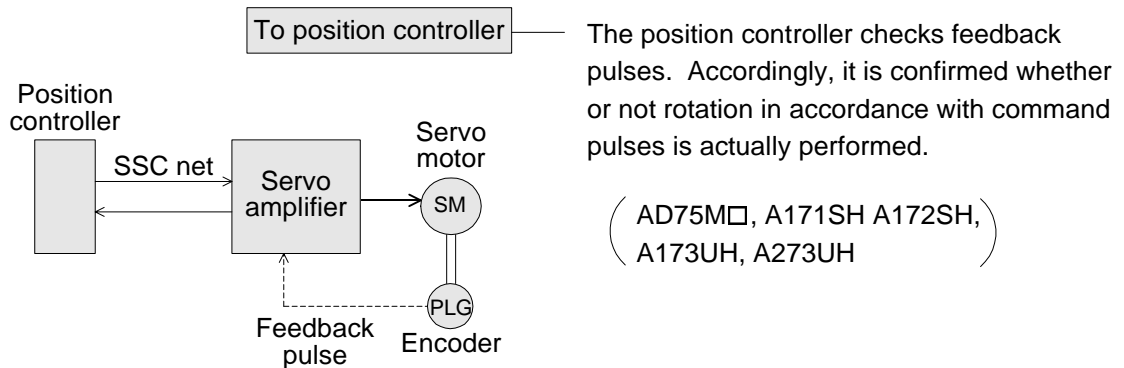 To position controller
The position controller checks feedback
pulses.  Accordingly, it is confirmed whether
or not rotation in accordance with command
pulses is actually performed.
Position
controller
SSC net
Servo
amplifier
Servo
motor
SM
PLG
Encoder
Feedback
pulse
( AD75M□, A171SH A172SH,
A173UH, A273UH )